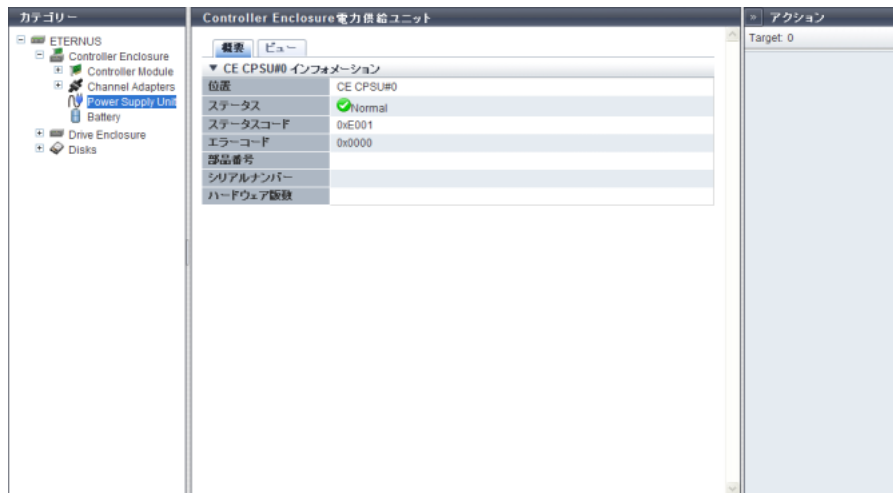 カテゴリー
ETERNUS
Controller Enclosure
Controller Module
Channel Adapters
Power Supply Unit
Battery
Drive Enclosure
Disks
Controller Enclosure電力供給ユニット
概要 ビュー
▼ CE CPSU#0 インフォメーション
位置 CE CPSU#0
ステータス Normal
ステータスコード 0xE001
エラーコード 0x0000
部品番号
シリアルナンバー
ハードウェア版数
» アクション
Target: 0